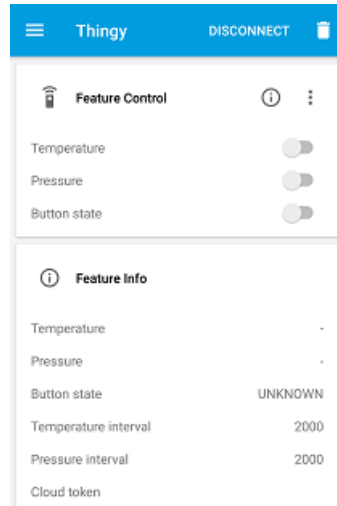 Thingy DISCONNECT
Feature Control
Temperature
Pressure
Button state
Feature Info
Temperature -
Pressure -
Button state UNKNOWN
Temperature interval 2000
Pressure interval 2000
Cloud token